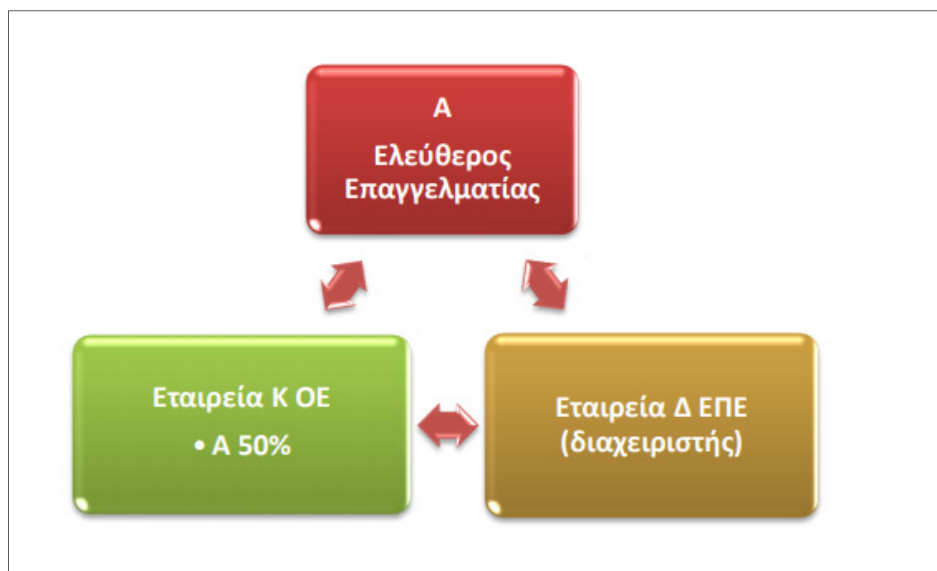 Α
Ελεύθερος
Επαγγελματίας
Εταιρεία Κ ΟΕ
• Α 50%
Εταιρεία Δ ΕΠΕ
(διαχειριστής)